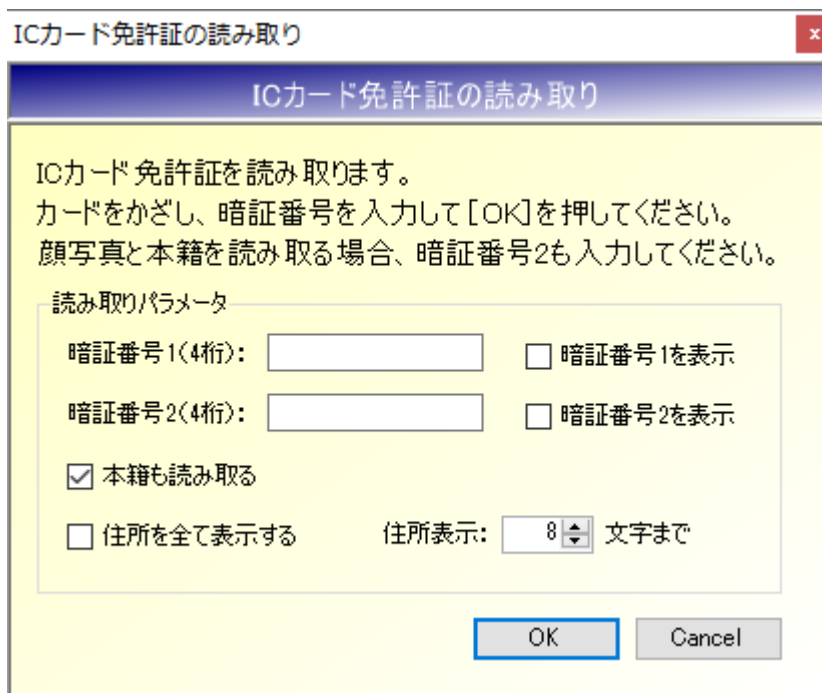 ICカード免許証の読み取り
x
ICカード免許証の読み取り
ICカード免許証を読み取ります。
カードをかざし、暗証番号を入力して[OK]を押してください。
顔写真と本籍を読み取る場合、暗証番号2も入力してください。
読み取りパラメータ
暗証番号1(4桁): 暗証番号1を表示
暗証番号2(4桁): 暗証番号2を表示
本籍も読み取る
住所を全て表示する 住所表示: 8 文字まで
OK Cancel